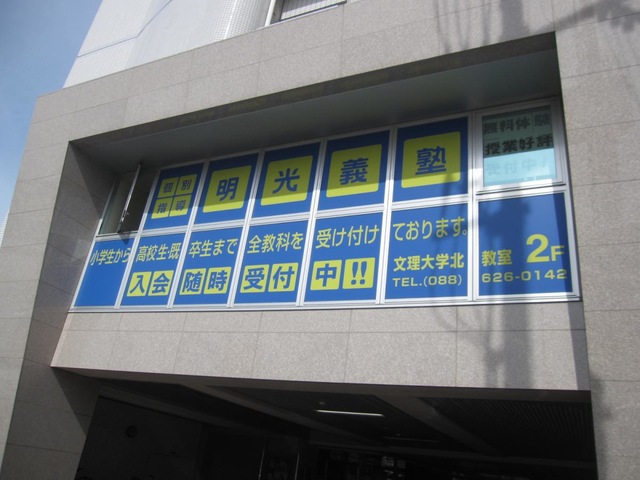 個別指導 明光義塾
無料体験
授業好評
受付中!
小学生から高校生既卒生まで全教科を受け付けております。
入会随時受付中!!
文理大学北教室 2F
TEL.(088)626-0142